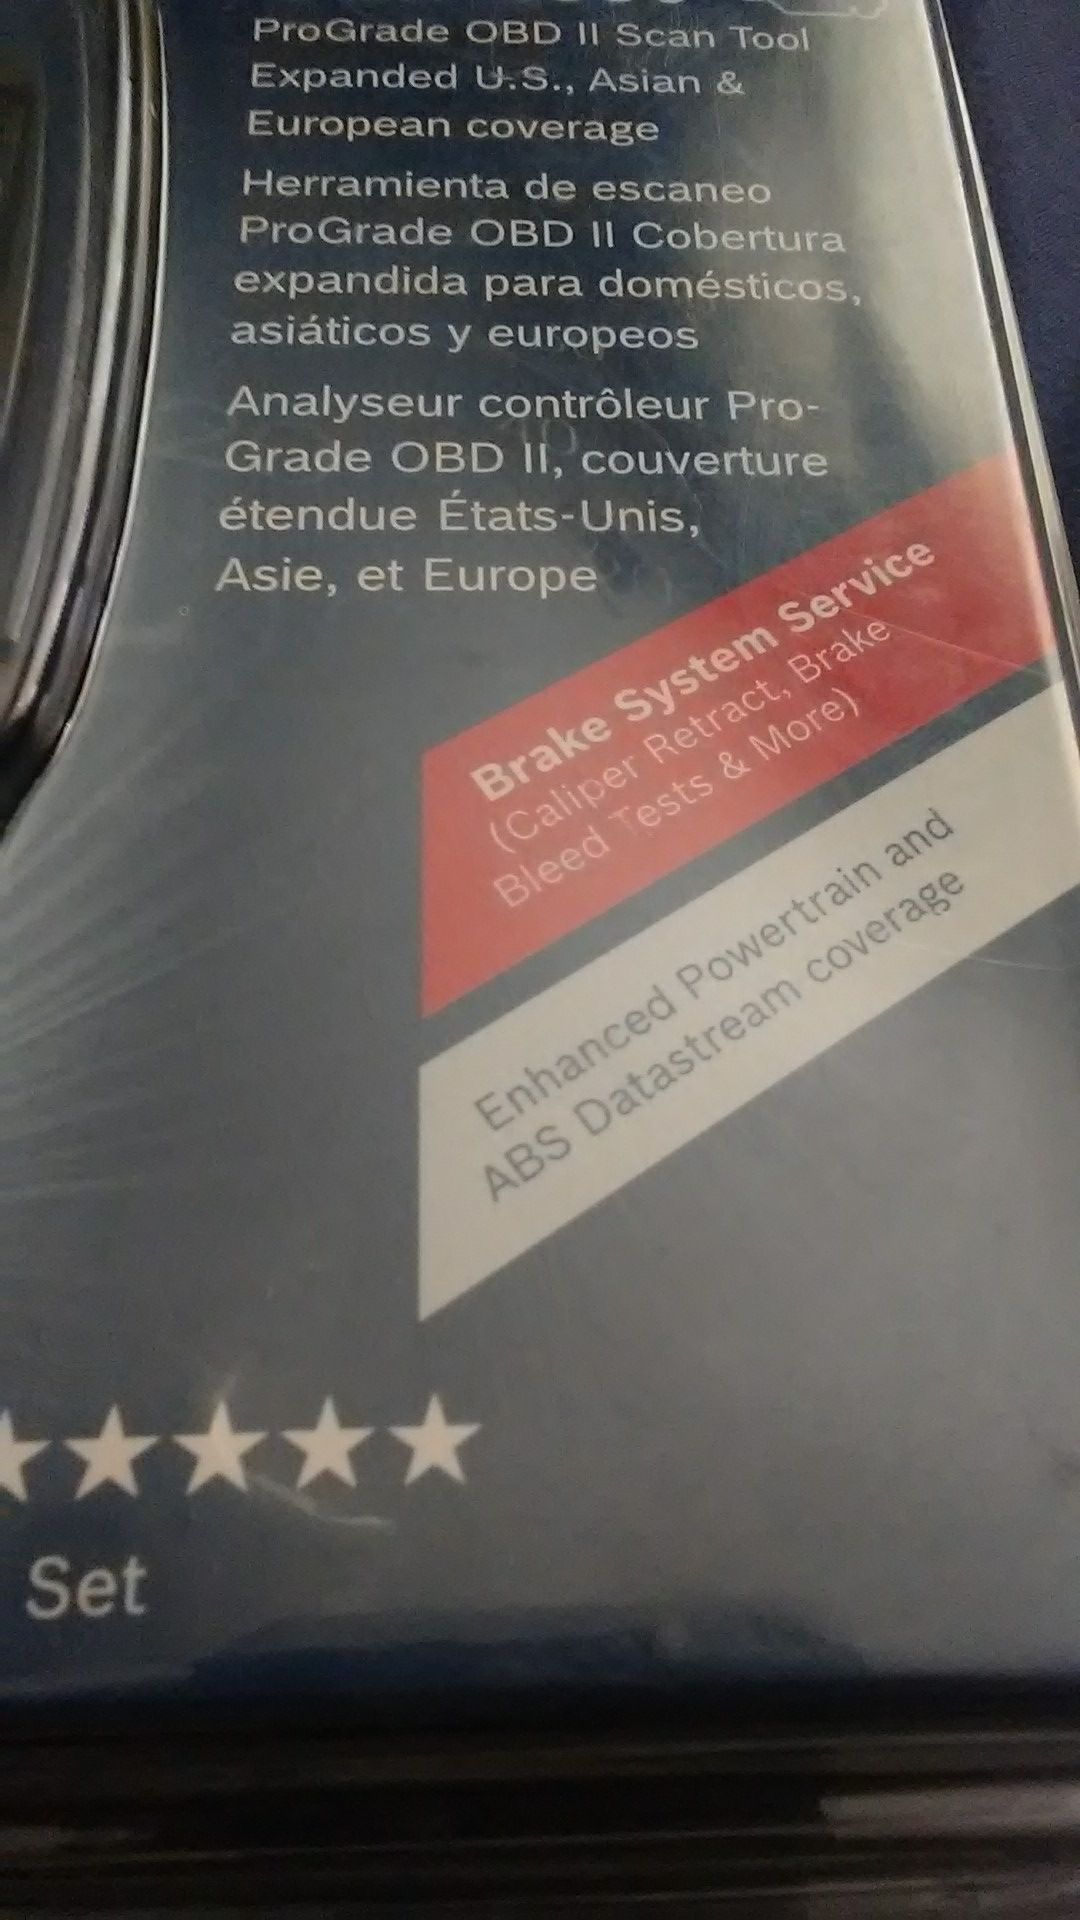 ProGrade OBD II Scan Tool
Expanded U.S., Asian &
European coverage
Herramienta de escaneo
ProGrade OBD II Cobertura
expandida para domésticos,
asiáticos y europeos
Analyseur contrôleur Pro-
Grade OBD II, couverture
étendue États-Unis,
Asie, et Europe
Brake System Service
(Caliper Retract, Brake
Bleed Tests & More)
Enhanced Powertrain and
ABS Datastream coverage
Set